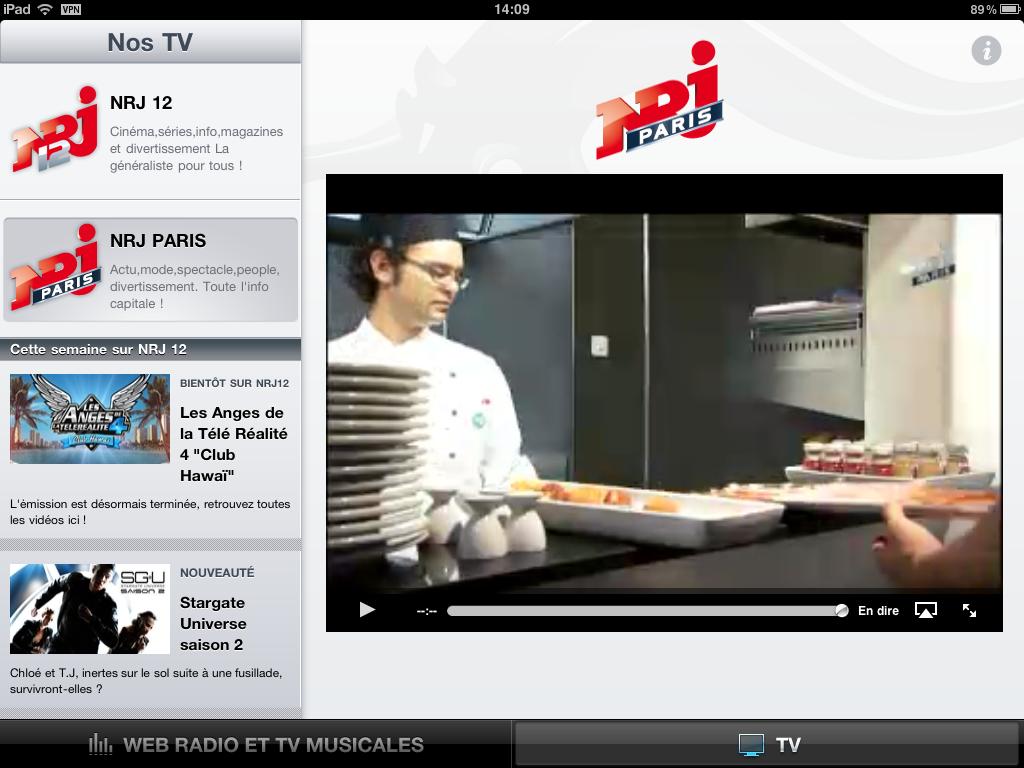 iPad VPN 14:09 89 %
Nos TV
NRJ 12
NRJ 12
Cinéma,séries,info,magazines
et divertissement La
généraliste pour tous !
NRJ PARIS
NRJ PARIS
Actu,mode,spectacle,people,
divertissement. Toute l'info
capitale !
Cette semaine sur NRJ 12
LES
ANGES DE
LA TÉLÉRÉALITÉ 4
Club Hawaï
BIENTÔT SUR NRJ12
Les Anges de
la Télé Réalité
4 "Club
Hawaï"
L'émission est désormais terminée, retrouvez toutes
les vidéos ici !
SG·U
STARGATE UNIVERSE
SAISON 2
NOUVEAUTÉ
Stargate
Universe
saison 2
Chloé et T.J, inertes sur le sol suite à une fusillade,
survivront-elles ?
NRJ
PARIS
i
PARIS
--:-- En dire
WEB RADIO ET TV MUSICALES
TV